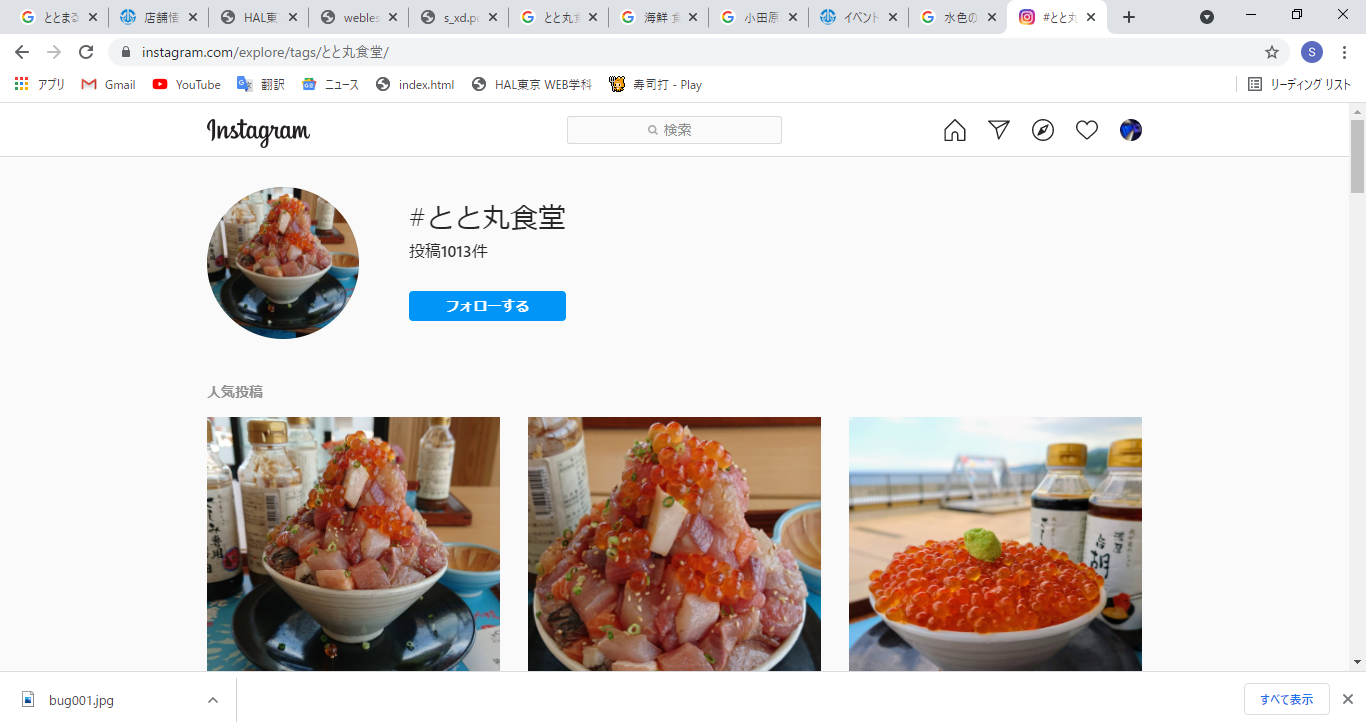 ととまる
店舗情
HAL東
webles
s_xd.pc
とと丸食
海鮮 食
小田原
イベント
水色の
#とと丸
instagram.com/explore/tags/とと丸食堂/
S
アプリ
Gmail
YouTube
翻訳
ニュース
index.html
HAL東京 WEB学科
寿司打 - Play
リーディング リスト
Instagram
検索
#とと丸食堂
投稿1013件
フォローする
人気投稿
bug001.jpg
すべて表示